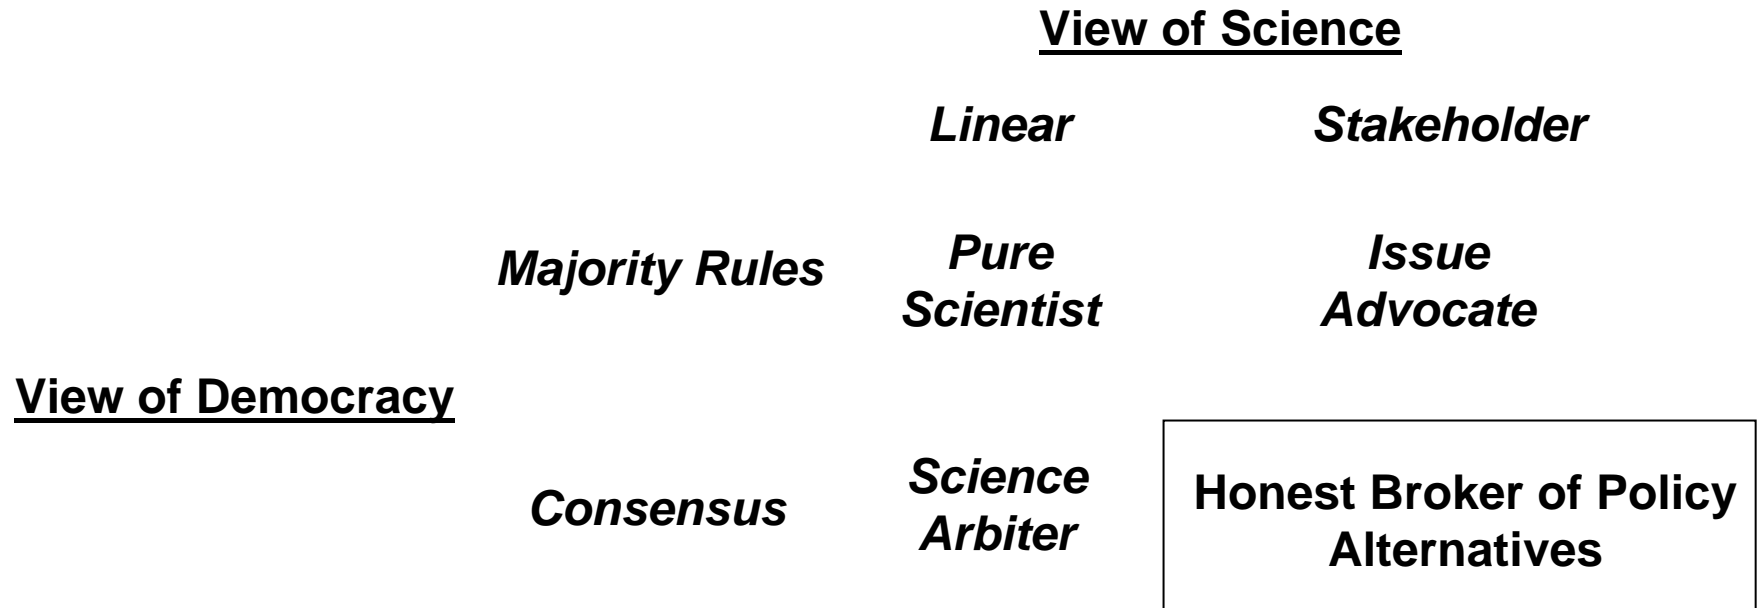 View of Science
Linear Stakeholder
Majority Rules
Pure
Scientist
Issue
Advocate
View of Democracy
Consensus
Science
Arbiter
Honest Broker of Policy
Alternatives